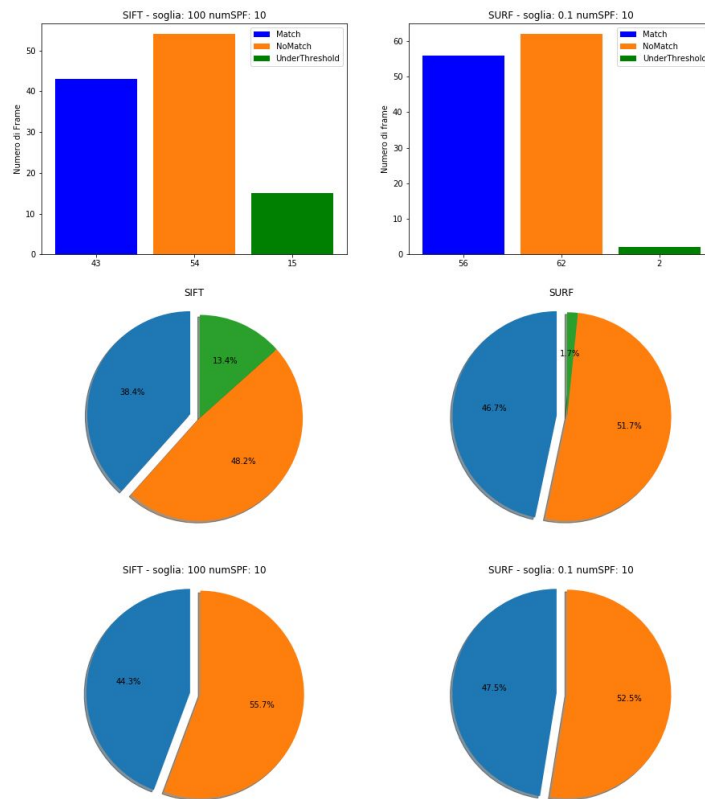 SIFT - soglia: 100 numSPF: 10
Numero di Frame
50
40
30
20
10
0
43
54
15
Match
NoMatch
UnderThreshold
SURF - soglia: 0.1 numSPF: 10
Numero di frame
60
50
40
30
20
10
0
56
62
2
Match
NoMatch
UnderThreshold
SIFT
13.4%
38.4%
48.2%
SURF
1.7%
46.7%
51.7%
SIFT - soglia: 100 numSPF: 10
44.3%
55.7%
SURF - soglia: 0.1 numSPF: 10
47.5%
52.5%